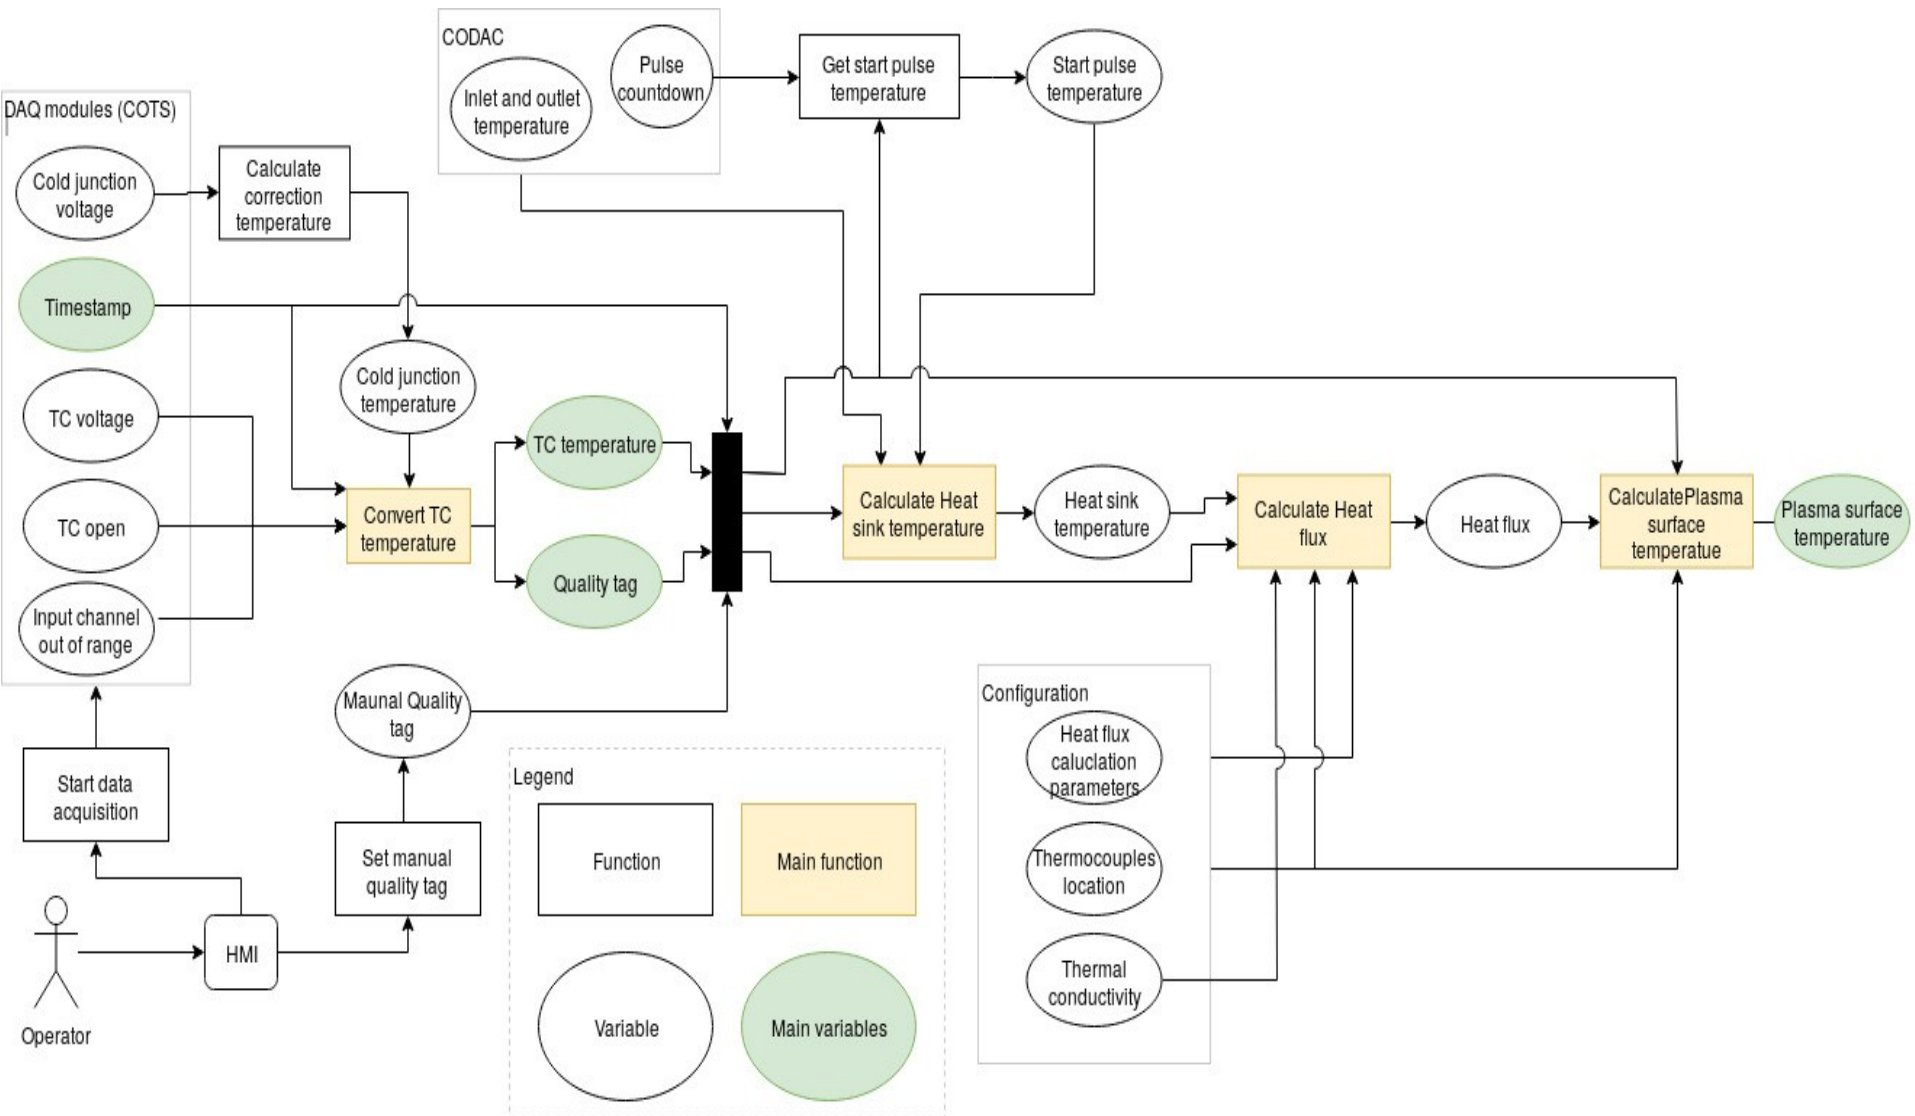 CODAC
Inlet and outlet
temperature
Pulse
countdown
Get start pulse
temperature
Start pulse
temperature
DAQ modules (COTS)
Cold junction
voltage
Calculate
correction
temperature
Timestamp
Cold junction
temperature
TC voltage
TC open
Input channel
out of range
Convert TC
temperature
TC temperature
Quality tag
Calculate Heat
sink temperature
Heat sink
temperature
Calculate Heat
flux
Heat flux
CalculatePlasma
surface
temperatue
Plasma surface
temperature
Maunal Quality
tag
Start data
acquisition
Set manual
quality tag
HMI
Operator
Legend
Function
Main function
Variable
Main variables
Configuration
Heat flux
caluclation
parameters
Thermocouples
location
Thermal
conductivity